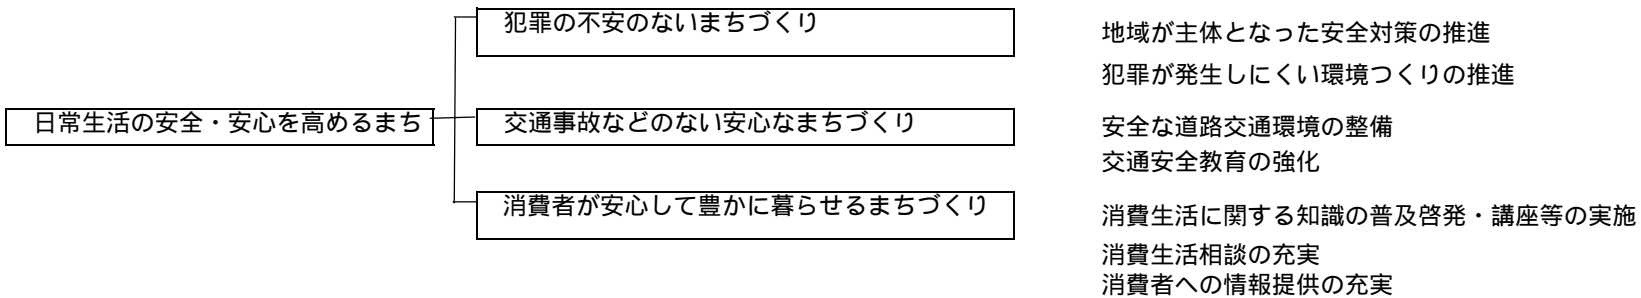 日常生活の安全・安心を高めるまち
犯罪の不安のないまちづくり
地域が主体となった安全対策の推進
犯罪が発生しにくい環境つくりの推進
交通事故などのない安心なまちづくり
安全な道路交通環境の整備
交通安全教育の強化
消費者が安心して豊かに暮らせるまちづくり
消費生活に関する知識の普及啓発・講座等の実施
消費生活相談の充実
消費者への情報提供の充実